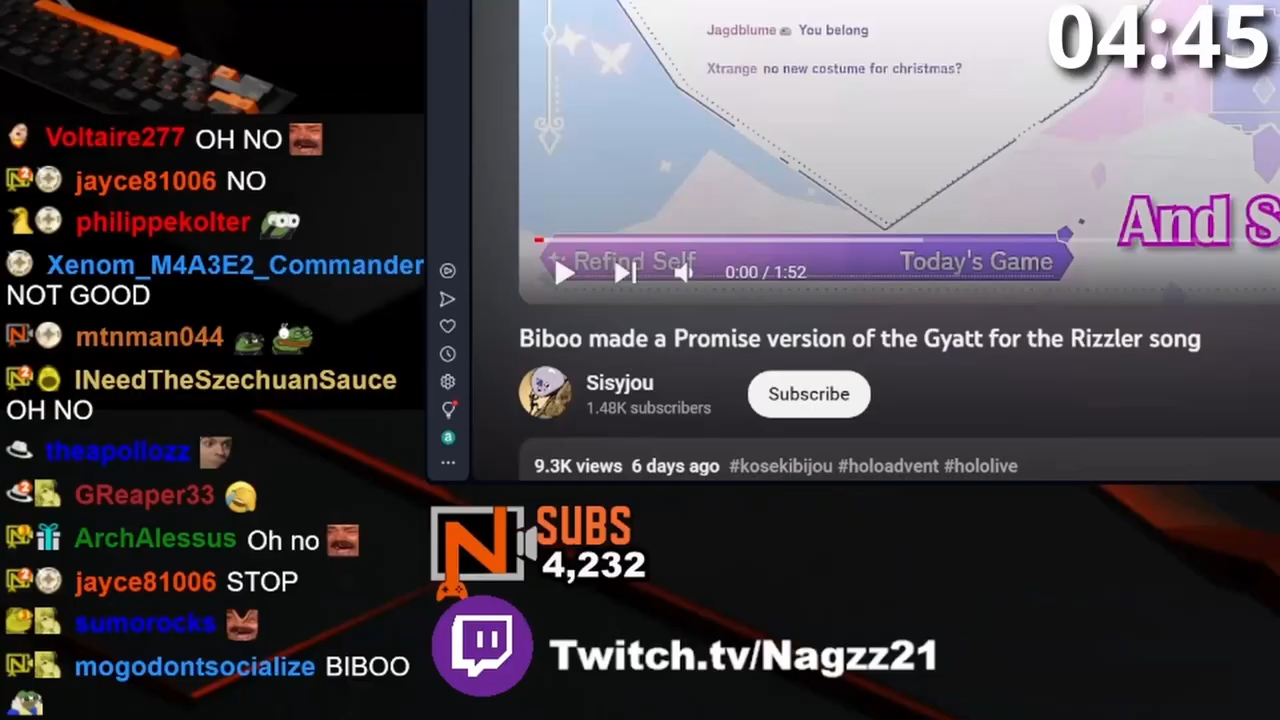 Jagdblume You belong
Xtrange no new costume for christmas?
04:45
And S
Refind Self
Today's Game
0:00 / 1:52
Biboo made a Promise version of the Gyatt for the Rizzler song
Sisyjou
1.48K subscribers
Subscribe
9.3K views 6 days ago #kosekibijou #holoadvent #hololive
Voltaire277 OH NO
jayce81006 NO
philippekolter
Xenom_M4A3E2_Commander
NOT GOOD
mtnman044
INeedTheSzechuanSauce
OH NO
theapollozz
GReaper33
ArchAlessus Oh no
jayce81006 STOP
sumorocks
mogodontsocialize BIBOO
N SUBS
4,232
Twitch.tv/Nagzz21